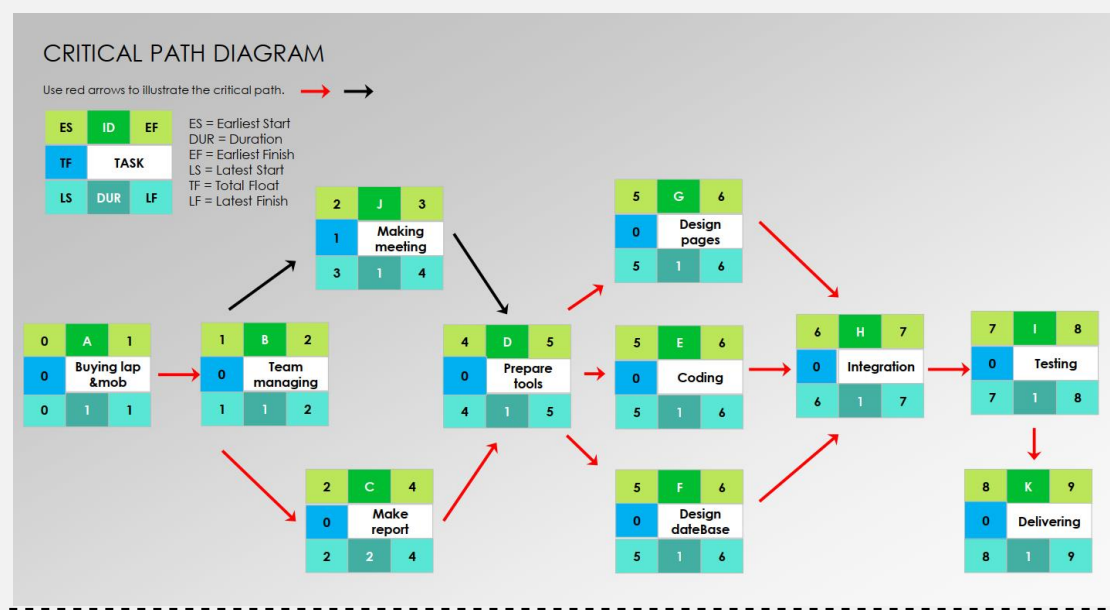 CRITICAL PATH DIAGRAM
Use red arrows to illustrate the critical path.
ES ID EF
TF TASK
LS DUR LF
ES = Earliest Start
DUR = Duration
EF = Earliest Finish
LS = Latest Start
TF = Total Float
LF = Latest Finish
0 A 1
0 Buying lap
&mob
0 1 1
1 B 2
0 Team
managing
1 1 2
2 J 3
1 Making
meeting
3 1 4
2 C 4
0 Make
report
2 2 4
4 D 5
0 Prepare
tools
4 1 5
5 G 6
0 Design
pages
5 1 6
5 E 6
0 Coding
5 1 6
5 F 6
0 Design
dateBase
5 1 6
6 H 7
0 Integration
6 1 7
7 I 8
0 Testing
7 1 8
8 K 9
0 Delivering
8 1 9